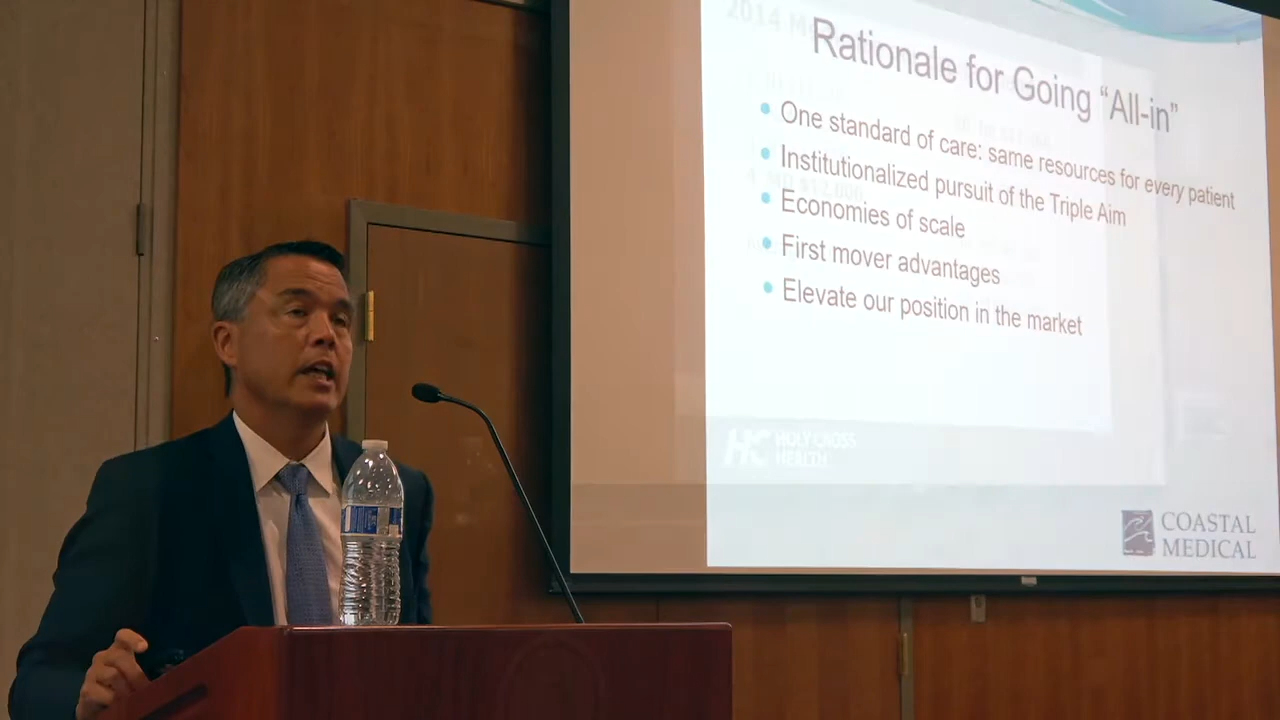 Rationale for Going “All-in”
One standard of care: same resources for every patient
Institutionalized pursuit of the Triple Aim
Economies of scale
First mover advantages
Elevate our position in the market
HC HOLY CROSS
HEALTH
COASTAL
MEDICAL